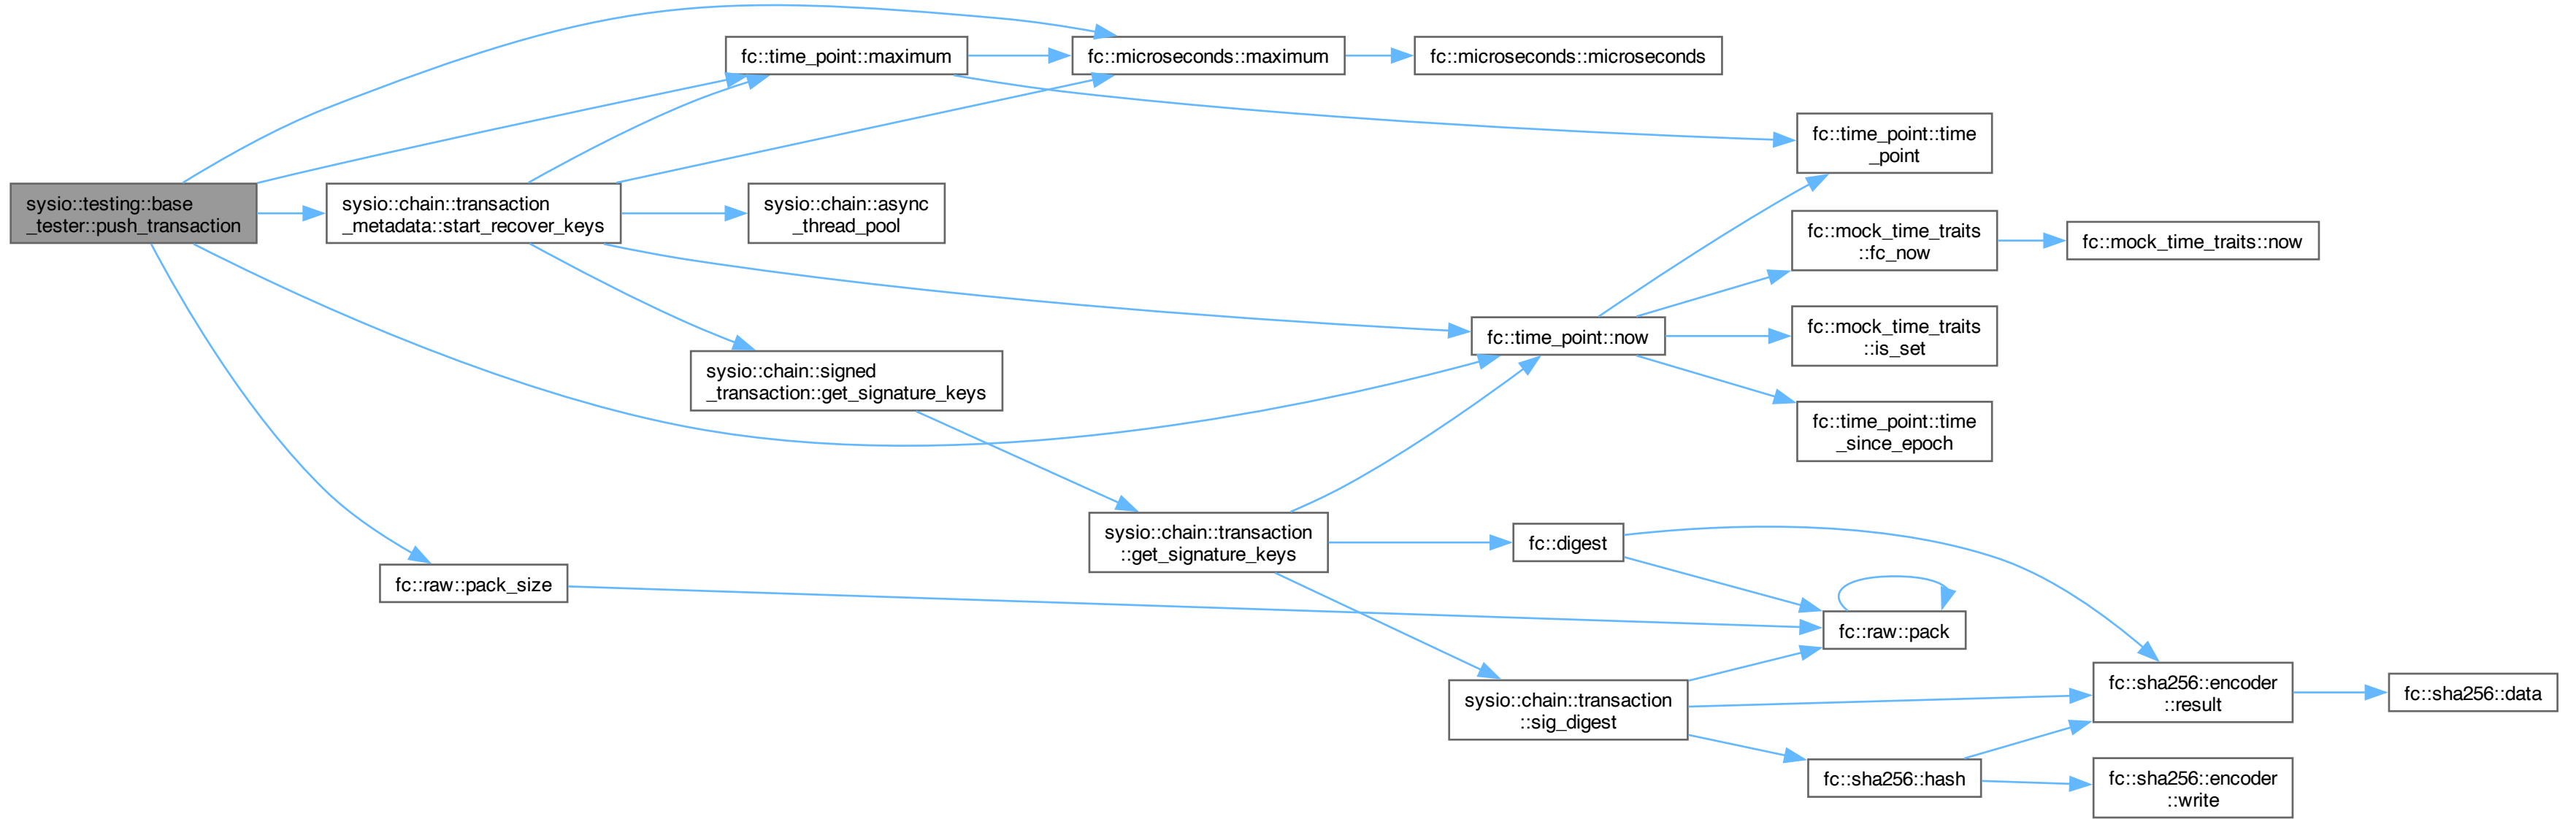 sysio::testing::base
_tester::push_transaction
fc::time_point::maximum
fc::microseconds::maximum
fc::microseconds::microseconds
sysio::chain::transaction
_metadata::start_recover_keys
sysio::chain::async
_thread_pool
fc::time_point::time
_point
fc::mock_time_traits
::fc_now
fc::mock_time_traits::now
fc::mock_time_traits
::is_set
fc::time_point::now
fc::time_point::time
_since_epoch
sysio::chain::signed
_transaction::get_signature_keys
sysio::chain::transaction
::get_signature_keys
fc::digest
fc::raw::pack_size
fc::raw::pack
sysio::chain::transaction
::sig_digest
fc::sha256::encoder
::result
fc::sha256::data
fc::sha256::hash
fc::sha256::encoder
::write